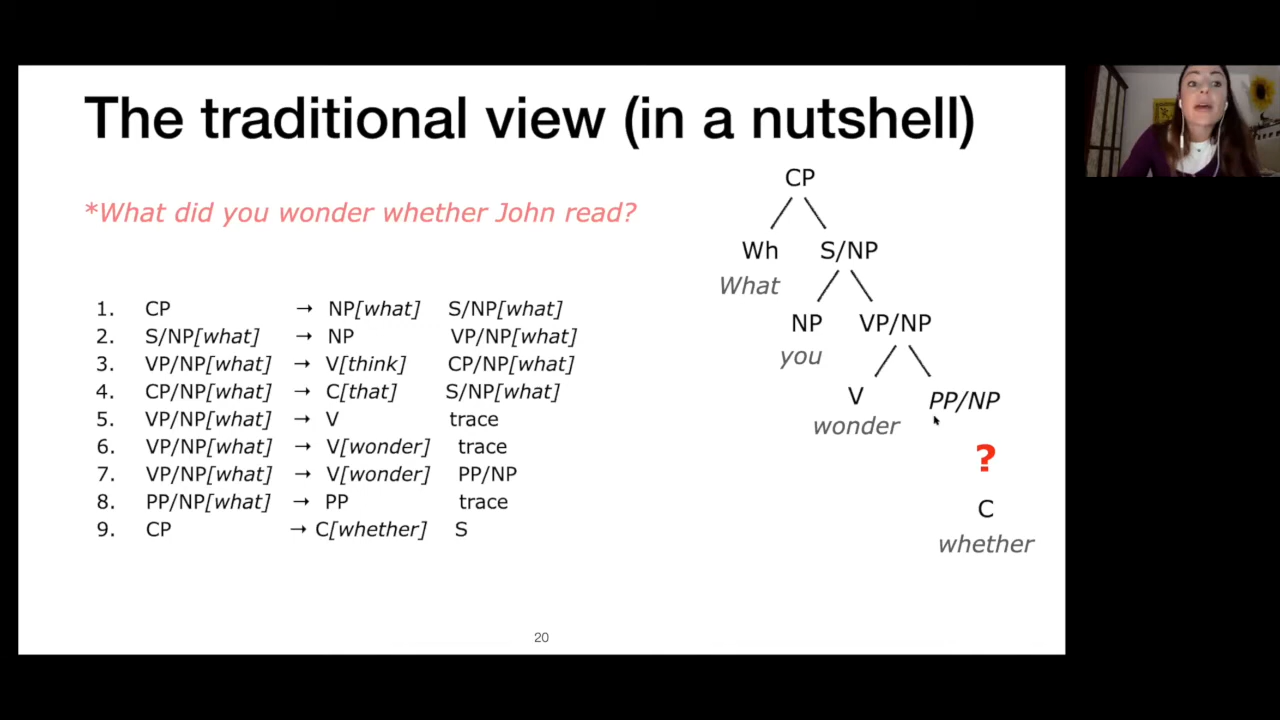 The traditional view (in a nutshell)
*What did you wonder whether John read?
1. CP → NP[what] S/NP[what]
2. S/NP[what] → NP VP/NP[what]
3. VP/NP[what] → V[think] CP/NP[what]
4. CP/NP[what] → C[that] S/NP[what]
5. VP/NP[what] → V trace
6. VP/NP[what] → V[wonder] trace
7. VP/NP[what] → V[wonder] PP/NP
8. PP/NP[what] → PP trace
9. CP → C[whether] S
CP
Wh S/NP
What
NP VP/NP
you
V PP/NP
wonder
?
C
whether
20